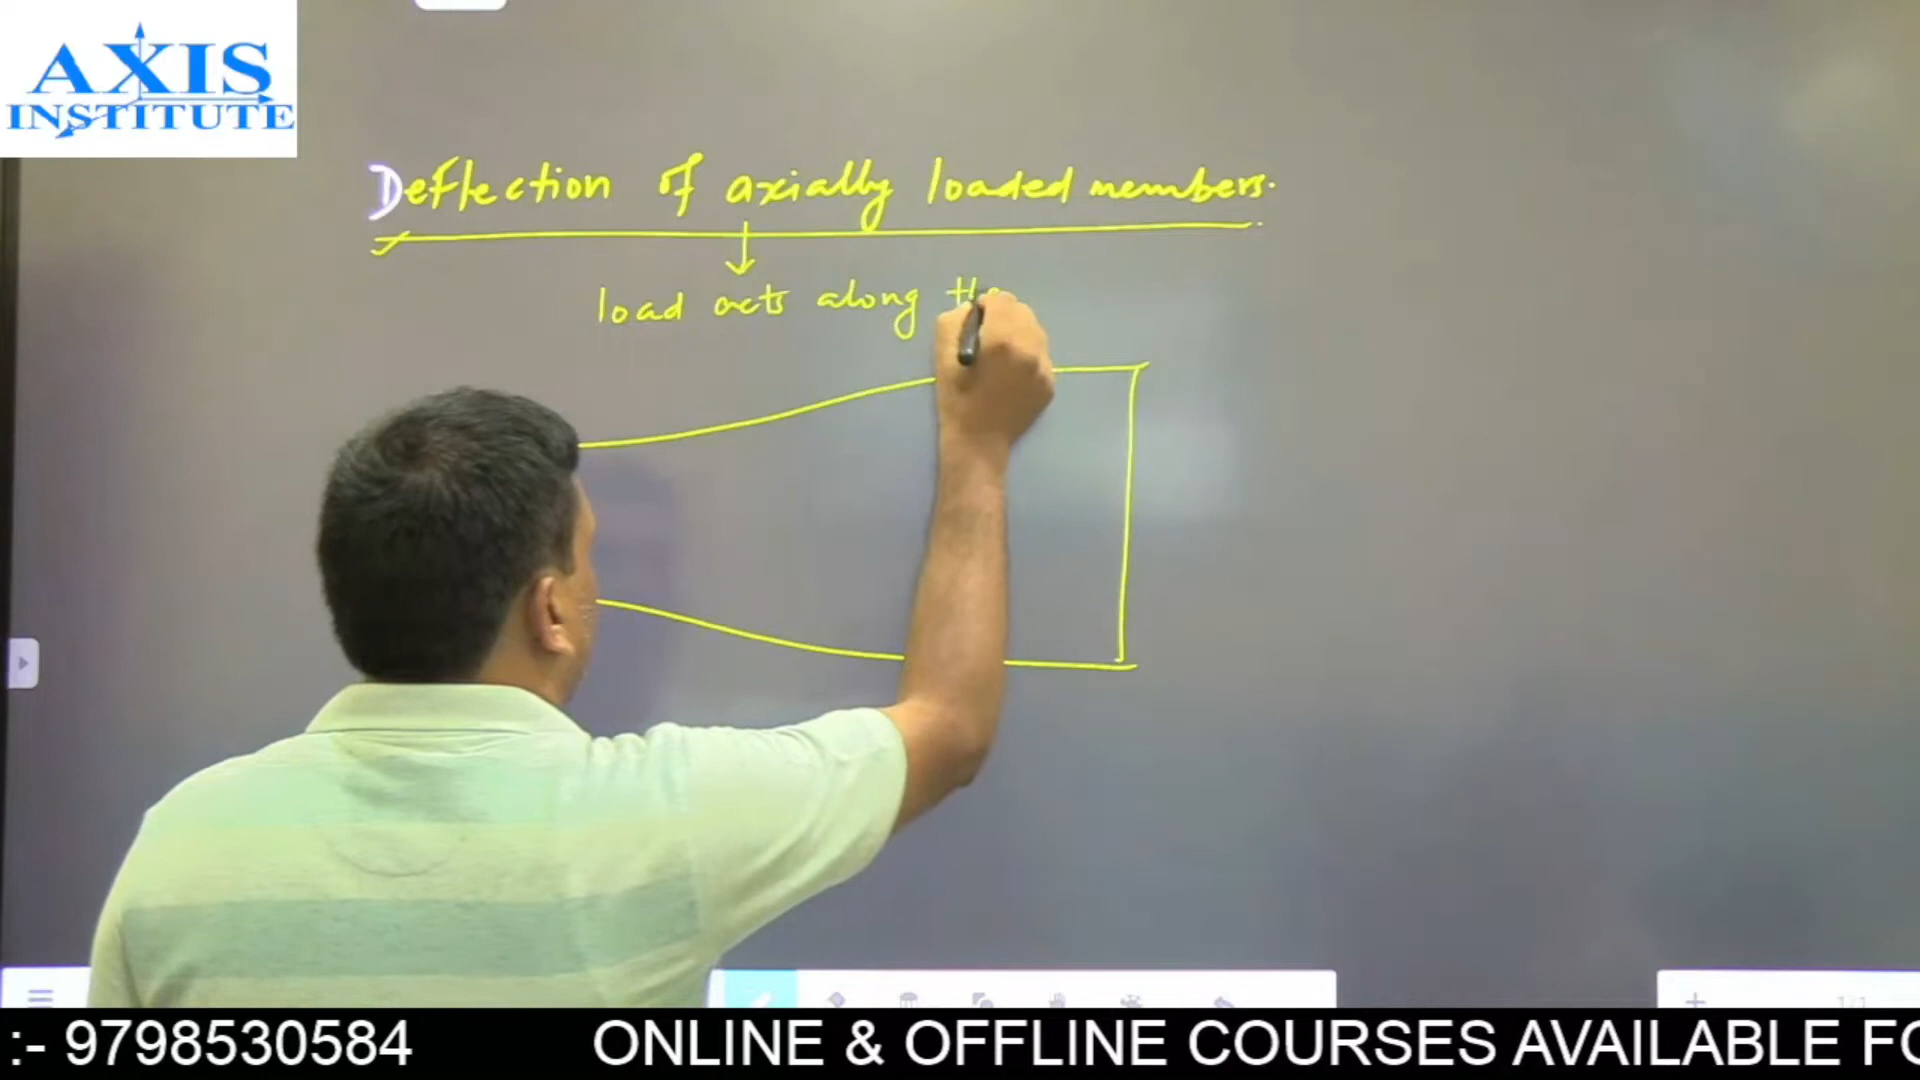 AXIS
INSTITUTE
Deflection of axially loaded members.
load acts along the
:- 9798530584 ONLINE & OFFLINE COURSES AVAILABLE FO